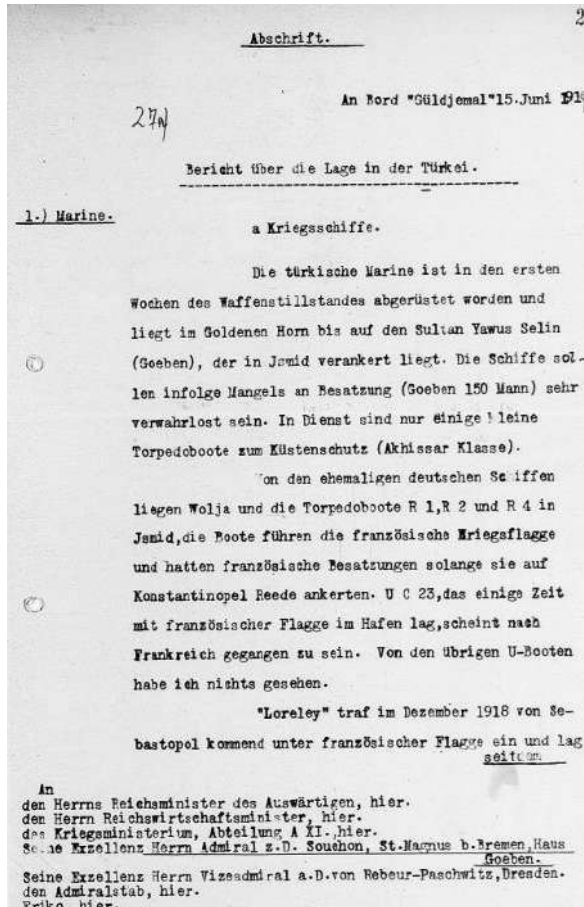 2
Abschrift.
An Bord "Güldjemal"15.Juni 191
27
Bericht über die Lage in der Türkei.
1.) Marine.
a Kriegsschiffe.
Die türkische Marine ist in den ersten
Wochen des Waffenstillstandes abgerüstet worden und
liegt im Goldenen Horn bis auf den Sultan Yawus Selin
(Goeben), der in Jsmid verankert liegt. Die Schiffe sol-
len infolge Mangels an Besatzung (Goeben 150 Mann) sehr
verwahrlost sein. In Dienst sind nur einige leine
Torpedoboote zum Küstenschutz (Akhissar Klasse).
on den ehemaligen deutschen Schiffen
liegen Wolja und die Torpedoboote R 1,R 2 und R 4 in
Jsmid,die Boote führen die französische Kriegsflagge
und hatten französische Besatzungen solange sie auf
Konstantinopel Reede ankerten. U C 23,das einige Zeit
mit französischer Flagge im Hafen lag,scheint nach
Frankreich gegangen zu sein. Von den übrigen U-Booten
habe ich nichts gesehen.
"Loreley" traf im Dezember 1918 von Se-
bastopol kommend unter französischer Flagge ein und lag
seitdem
An
den Herrns Reichsminister des Auswärtigen, hier.
den Herrn Reichswirtschaftsminister, hier.
das Kriegsministerium, Abteilung A XI.,hier.
Seine Exzellenz Herrn Admiral z.D. Souchon, St.Magnus b.Bremen,Haus
Goeben.
Seine Exzellenz Herrn Vizeadmiral a.D.von Rebeur-Paschwitz,Dresden.
den Admiralstab, hier.
hier.